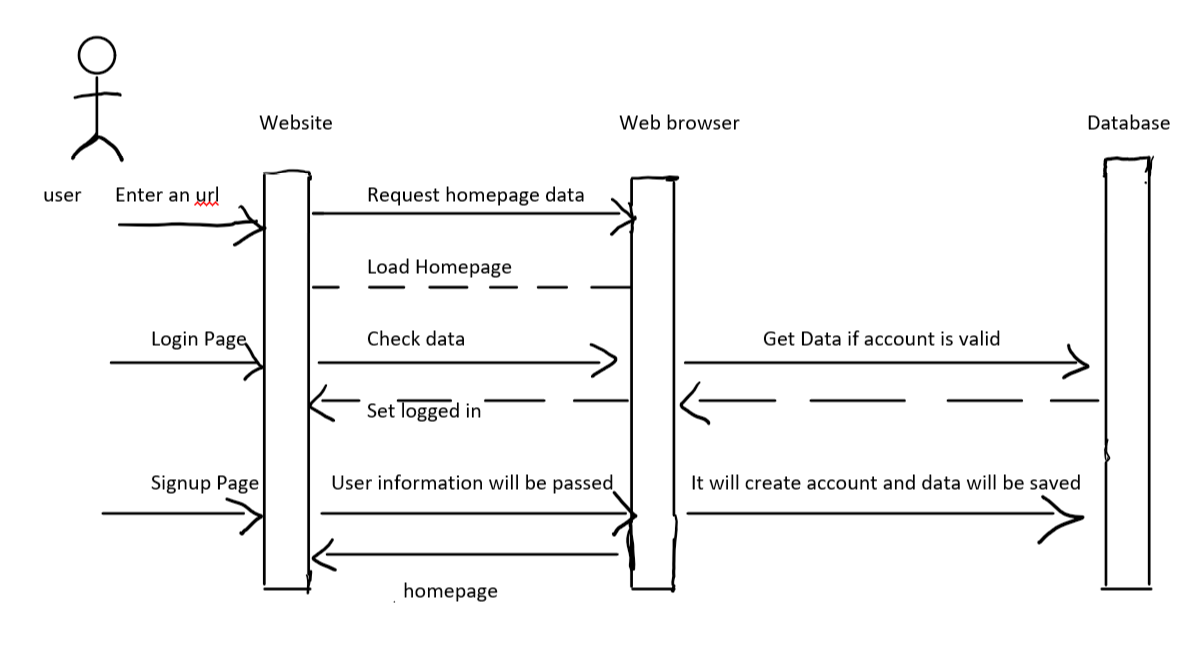 Website
Web browser
Database
user
Enter an url
Request homepage data
Load Homepage
Login Page
Check data
Get Data if account is valid
Set logged in
Signup Page
User information will be passed
It will create account and data will be saved
homepage